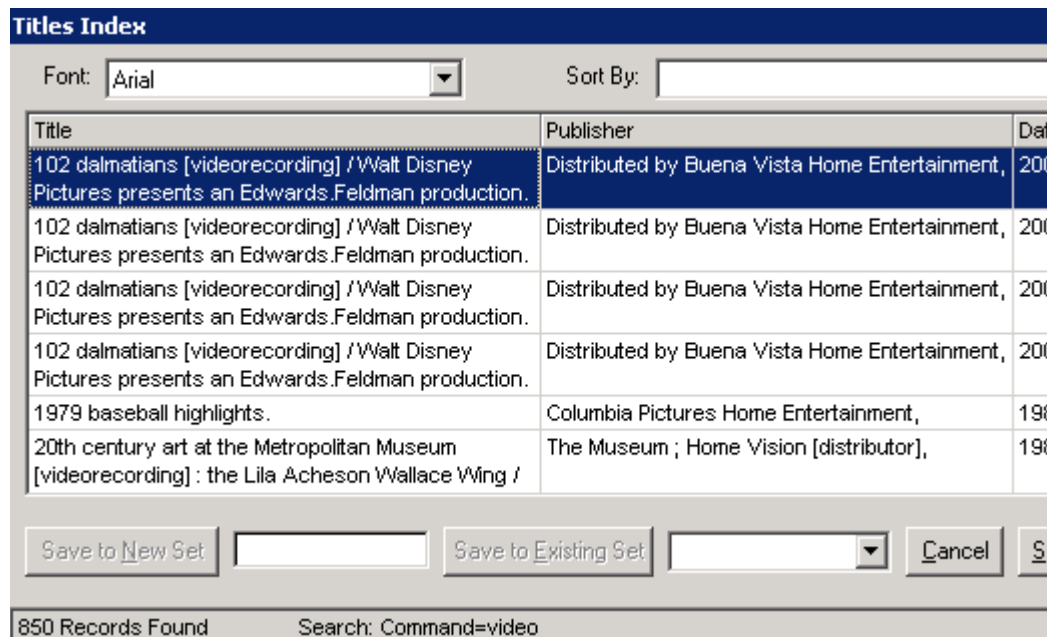 Titles Index
Font: Arial Sort By:
Title Publisher
102 dalmatians [videorecording] / Walt Disney Distributed by Buena Vista Home Entertainment,
Pictures presents an Edwards.Feldman production.
102 dalmatians [videorecording] / Walt Disney Distributed by Buena Vista Home Entertainment,
Pictures presents an Edwards.Feldman production.
102 dalmatians [videorecording] / Walt Disney Distributed by Buena Vista Home Entertainment,
Pictures presents an Edwards.Feldman production.
102 dalmatians [videorecording] / Walt Disney Distributed by Buena Vista Home Entertainment,
Pictures presents an Edwards.Feldman production.
1979 baseball highlights. Columbia Pictures Home Entertainment,
20th century art at the Metropolitan Museum The Museum ; Home Vision [distributor],
[videorecording] : the Lila Acheson Wallace Wing /
Save to New Set Save to Existing Set Cancel
850 Records Found Search: Command=video